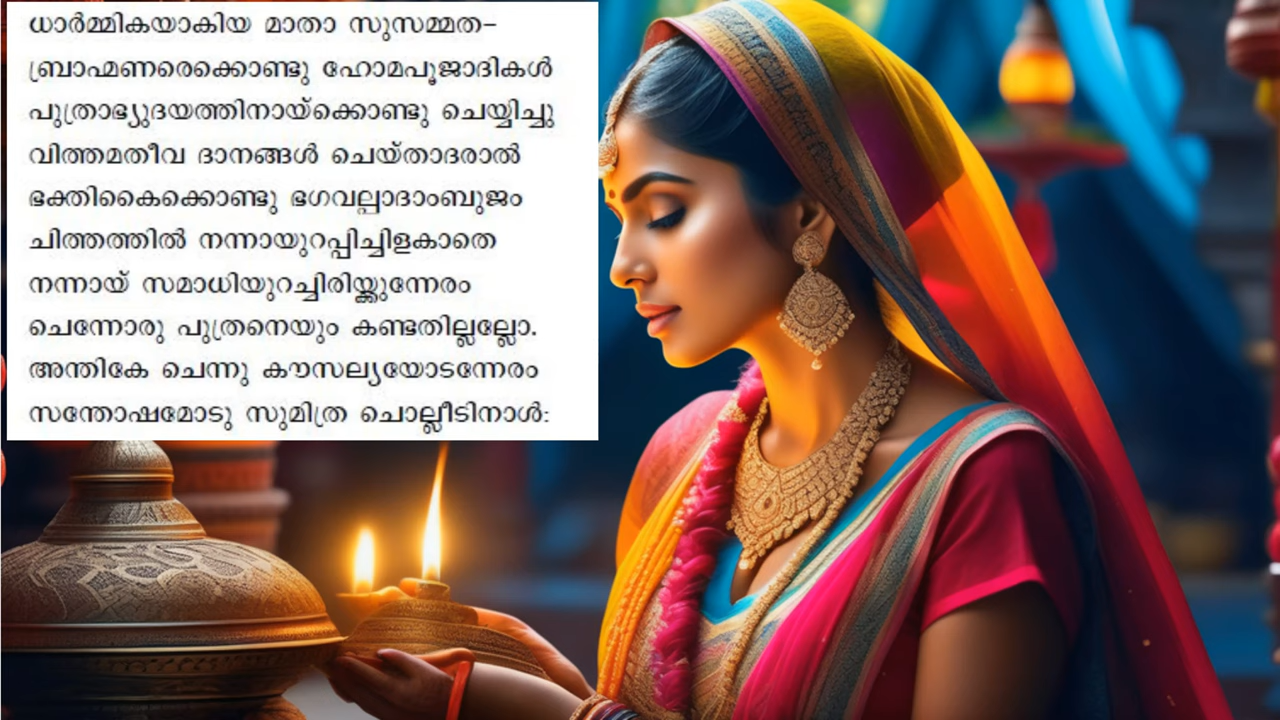 ധാർമ്മികയാകിയ മാതാ സുസമ്മത-
ബ്രാഹ്മണരെക്കൊണ്ടു ഹോമപൂജാദികൾ
പുത്രാഭ്യുദയത്തിനായ്ക്കൊണ്ടു ചെയ്യിച്ചു
വിത്തമതീവ ദാനങ്ങൾ ചെയ്താദരാൽ
ഭക്തികൈക്കൊണ്ടു ഭഗവല്പാദാംബുജം
ചിത്തത്തിൽ നന്നായുറപ്പിച്ചിളകാതെ
നന്നായ് സമാധിയുറച്ചിരിയ്ക്കുന്നേരം
ചെന്നോരു പുത്രനെയും കണ്ടതില്ലല്ലോ.
അന്തികേ ചെന്നു കൗസല്യയോടന്നേരം
സന്തോഷമോടു സുമിത്ര ചൊല്ലീടിനാൾ: